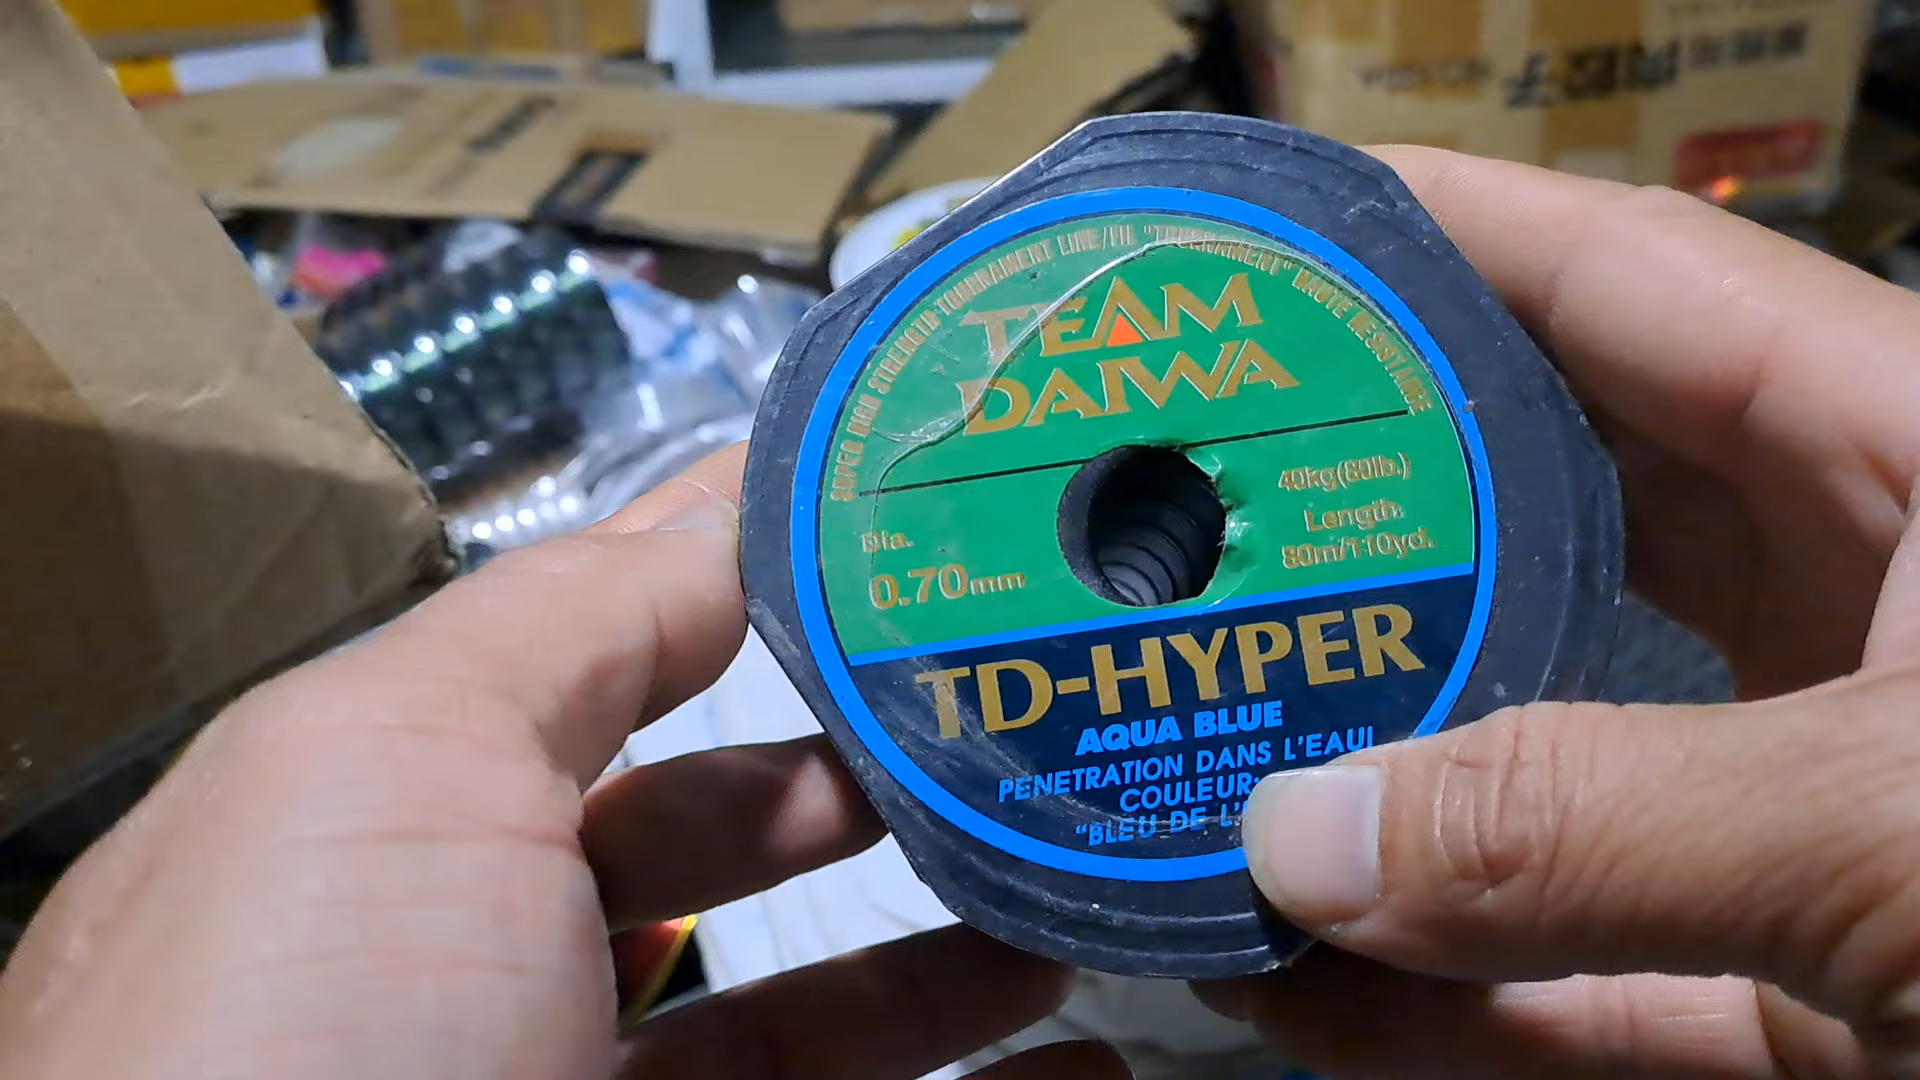 SUPER HIGH STRENGTH-TOURNAMENT LINE/FIL "TOURNAMENT" HAUTE RESISTANCE
TEAM
DAIWA
40kg(80lb.)
Length
80m/110yd.
Dia.
0.70mm
TD-HYPER
AQUA BLUE
PENETRATION DANS L'EAU
COULEUR:
"BLEU DE